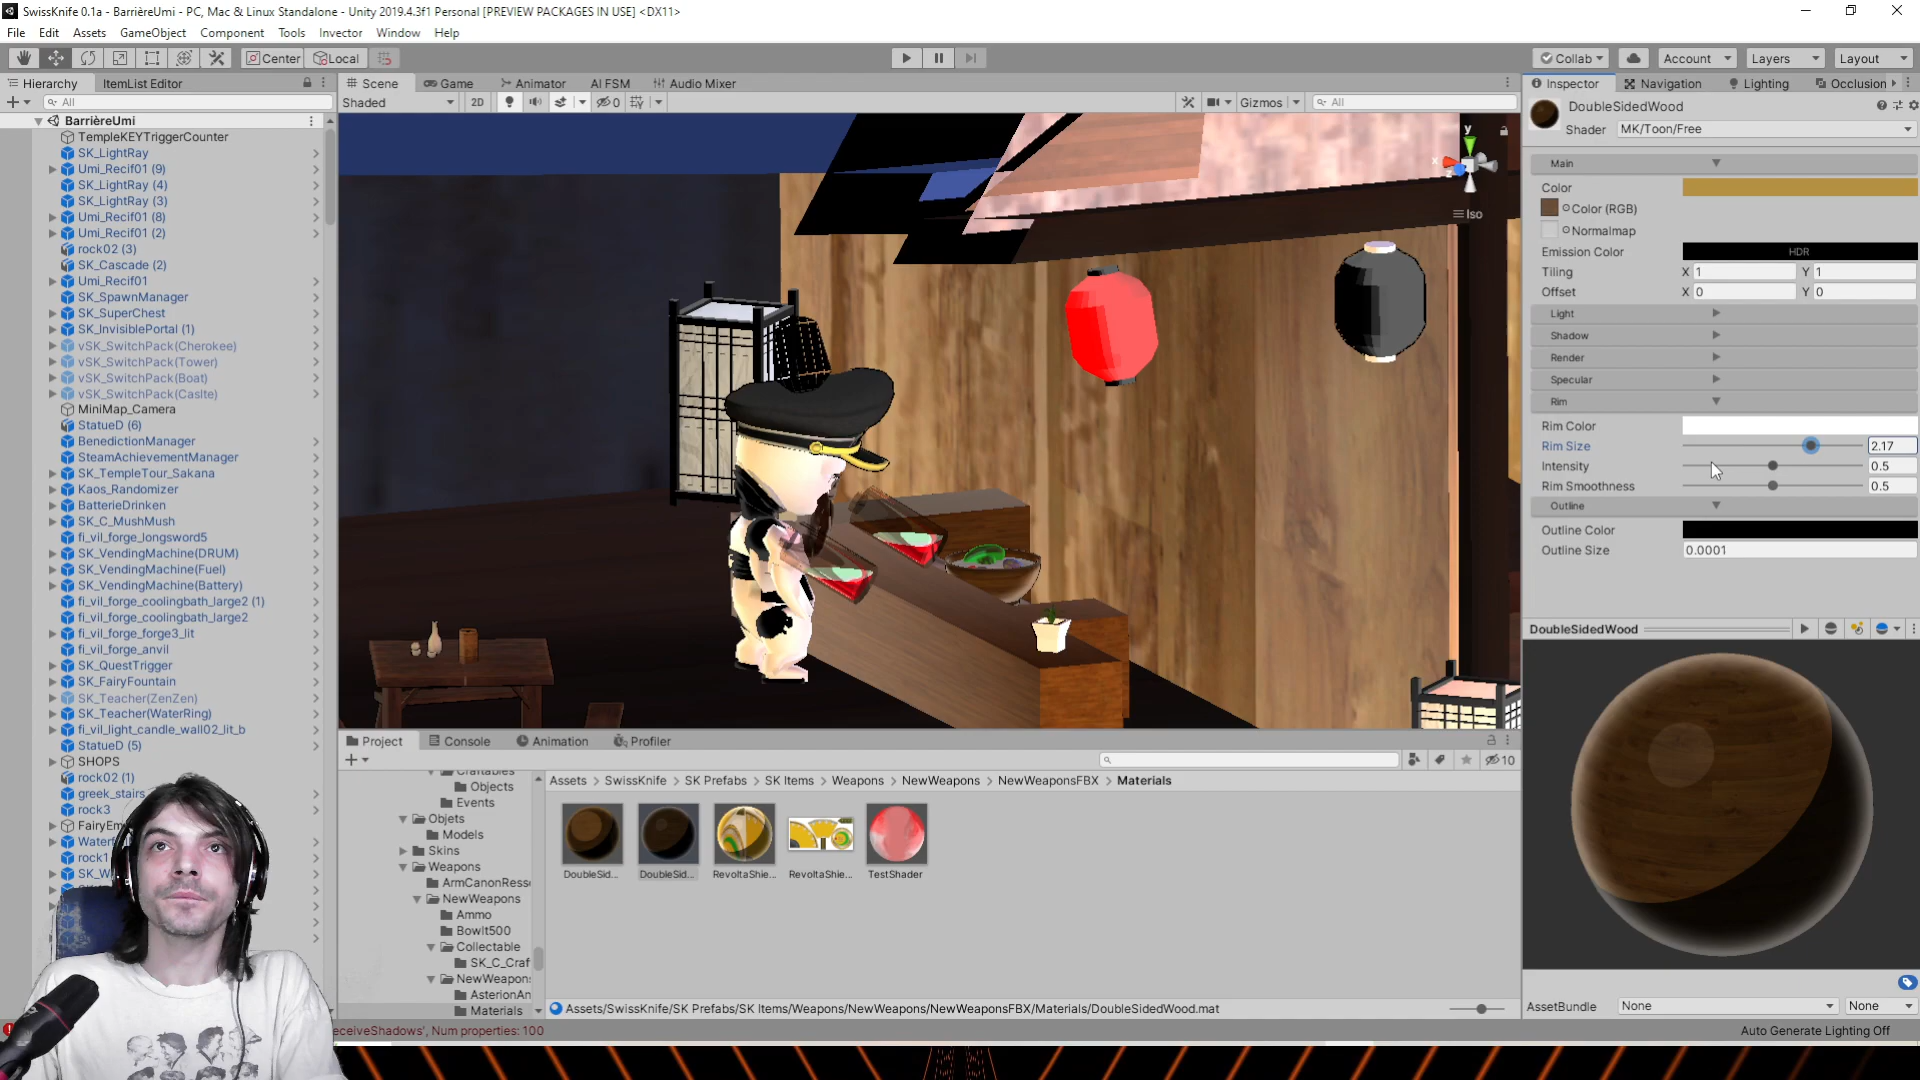 SwissKnife 0.1a - BarrièreUmi - PC, Mac & Linux Standalone - Unity 2019.4.3f1 Personal [PREVIEW PACKAGES IN USE] <DX11>
File Edit Assets GameObject Component Tools Invector Window Help
Center Local Collab Account Layers Layout
Hierarchy ItemList Editor
All
BarrièreUmi
TempleKEYTriggerCounter
SK_LightRay
Umi_Recif01 (9)
SK_LightRay (4)
SK_LightRay (3)
Umi_Recif01 (8)
Umi_Recif01 (2)
rock02 (3)
SK_Cascade (2)
Umi_Recif01
SK_SpawnManager
SK_SuperChest
SK_InvisiblePortal (1)
vSK_SwitchPack(Cherokee)
vSK_SwitchPack(Tower)
vSK_SwitchPack(Boat)
vSK_SwitchPack(Caslte)
MiniMap_Camera
StatueD (6)
BenedictionManager
SteamAchievementManager
SK_TempleTour_Sakana
Kaos_Randomizer
BatterieDrinken
SK_C_MushMush
fi_vil_forge_longsword5
SK_VendingMachine(DRUM)
SK_VendingMachine(Fuel)
SK_VendingMachine(Battery)
fi_vil_forge_coolingbath_large2 (1)
fi_vil_forge_coolingbath_large2
fi_vil_forge_forge3_lit
fi_vil_forge_anvil
SK_QuestTrigger
SK_FairyFountain
SK_Teacher(ZenZen)
SK_Teacher(WaterRing)
fi_vil_light_candle_wall02_lit_b
StatueD (5)
SHOPS
rock02 (1)
greek_stairs
rock3
FairyEm
Water
rock1
SK_W
Scene Game Animator AI FSM Audio Mixer
Shaded 2D 0 Gizmos All
y
x
Iso
Project Console Animation Profiler
10
Craftables
Objects
Events
Objets
Models
Skins
Weapons
ArmCanonRess
NewWeapons
Ammo
Bowlt500
Collectable
SK_C_Craf
NewWeapon
AsterionAn
Materials
Assets > SwissKnife > SK Prefabs > SK Items > Weapons > NewWeapons > NewWeaponsFBX > Materials
DoubleSid... DoubleSid... RevoltaShie... RevoltaShie... TestShader
Assets/SwissKnife/SK Prefabs/SK Items/Weapons/NewWeapons/NewWeaponsFBX/Materials/DoubleSidedWood.mat
Inspector Navigation Lighting Occlusion
DoubleSidedWood
Shader MK/Toon/Free
Main
Color
Color (RGB)
Normalmap
Emission Color HDR
Tiling X 1 Y 1
Offset X 0 Y 0
Light
Shadow
Render
Specular
Rim
Rim Color
Rim Size 2.17
Intensity 0.5
Rim Smoothness 0.5
Outline
Outline Color
Outline Size 0.0001
DoubleSidedWood
AssetBundle None None
eceiveShadows', Num properties: 100
Auto Generate Lighting Off